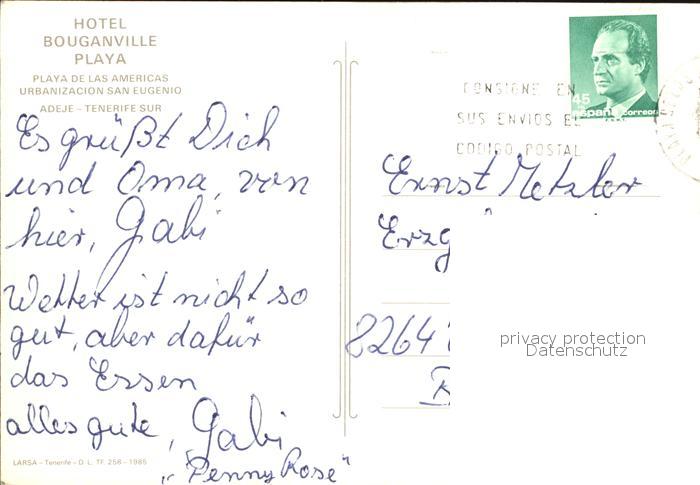 HOTEL
BOUGANVILLE
PLAYA
PLAYA DE LAS AMERICAS
URBANIZACION SAN EUGENIO
ADEJE – TENERIFE SUR
Es grüßt Dich
und Oma, von
hier, Gabi
Wetter ist nicht so
gut, aber dafür
das Essen
alles gute, Gabi
„Penny Rose"
LARSA – Tenerife – D. L. TF. 258 – 1985
45
España correos
CONSIGNE EN
SUS ENVIOS EL
CODIGO POSTAL
Ernst Metzler
Erzg
8264
privacy protection
Datenschutz